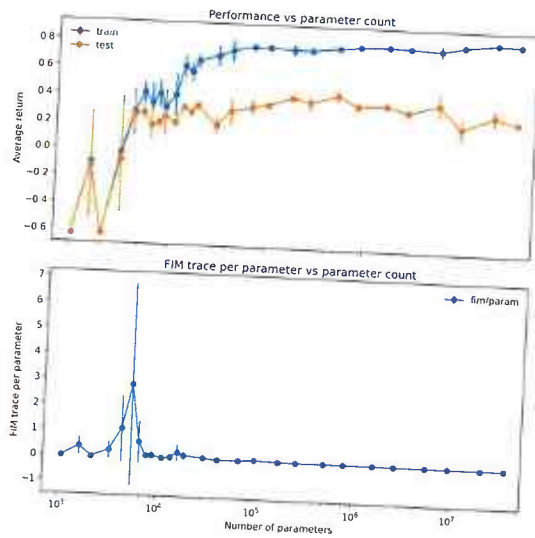 Performance vs parameter count
train
test
0.8
0.6
0.4
0.2
0.0
−0.2
−0.4
−0.6
Average return
FIM trace per parameter vs parameter count
fim/param
7
6
5
4
3
2
1
0
−1
FIM trace per parameter
10³
10⁴
10⁵
10⁶
10⁷
Number of parameters